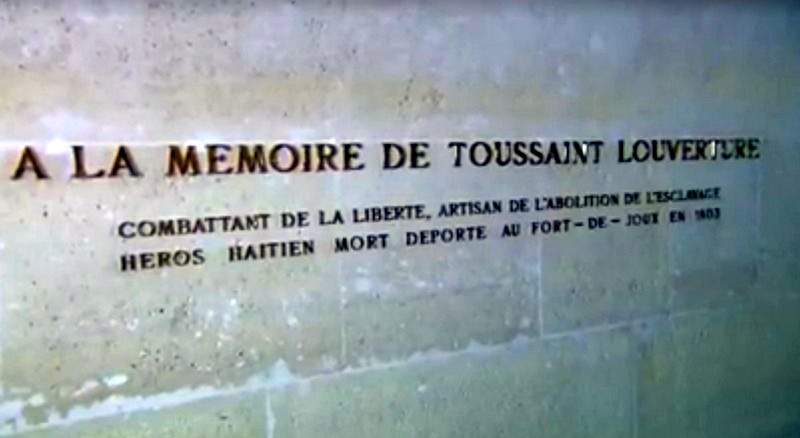 A LA MEMOIRE DE TOUSSAINT LOUVERTURE
COMBATTANT DE LA LIBERTE, ARTISAN DE L'ABOLITION DE L'ESCLAVAGE
HEROS HAITIEN MORT DEPORTE AU FORT-DE-JOUX EN 1803